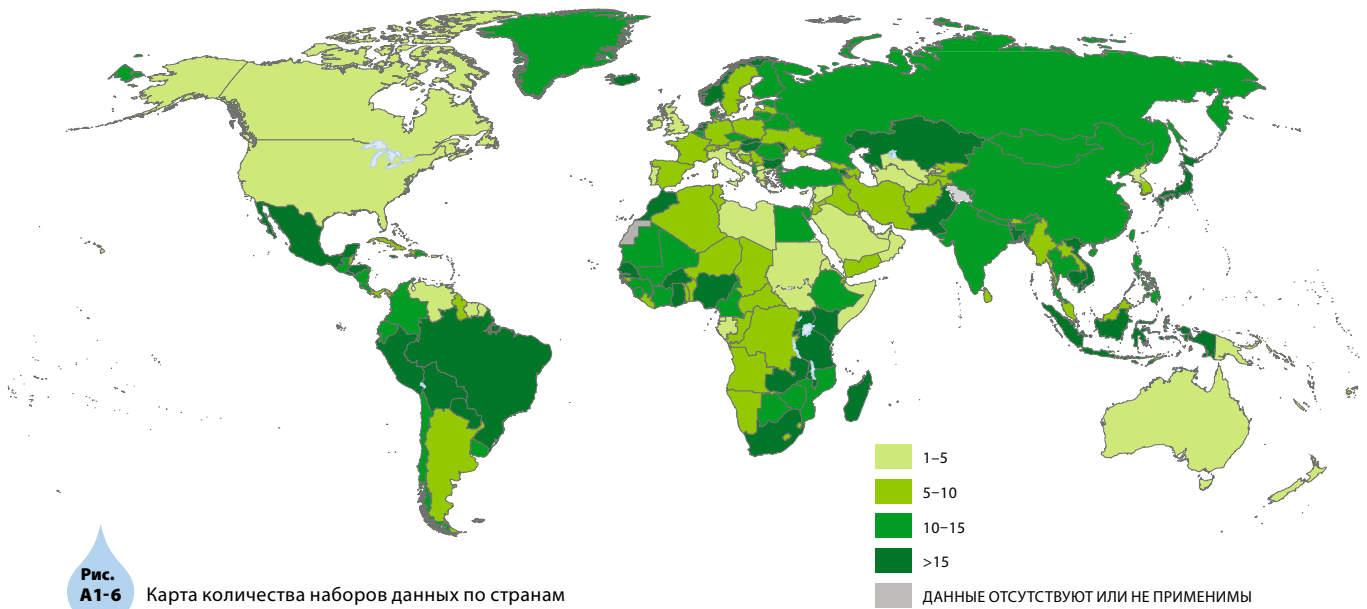 1–5
5–10
10–15
>15
ДАННЫЕ ОТСУТСТВУЮТ ИЛИ НЕ ПРИМЕНИМЫ
Рис.
А1-6 Карта количества наборов данных по странам